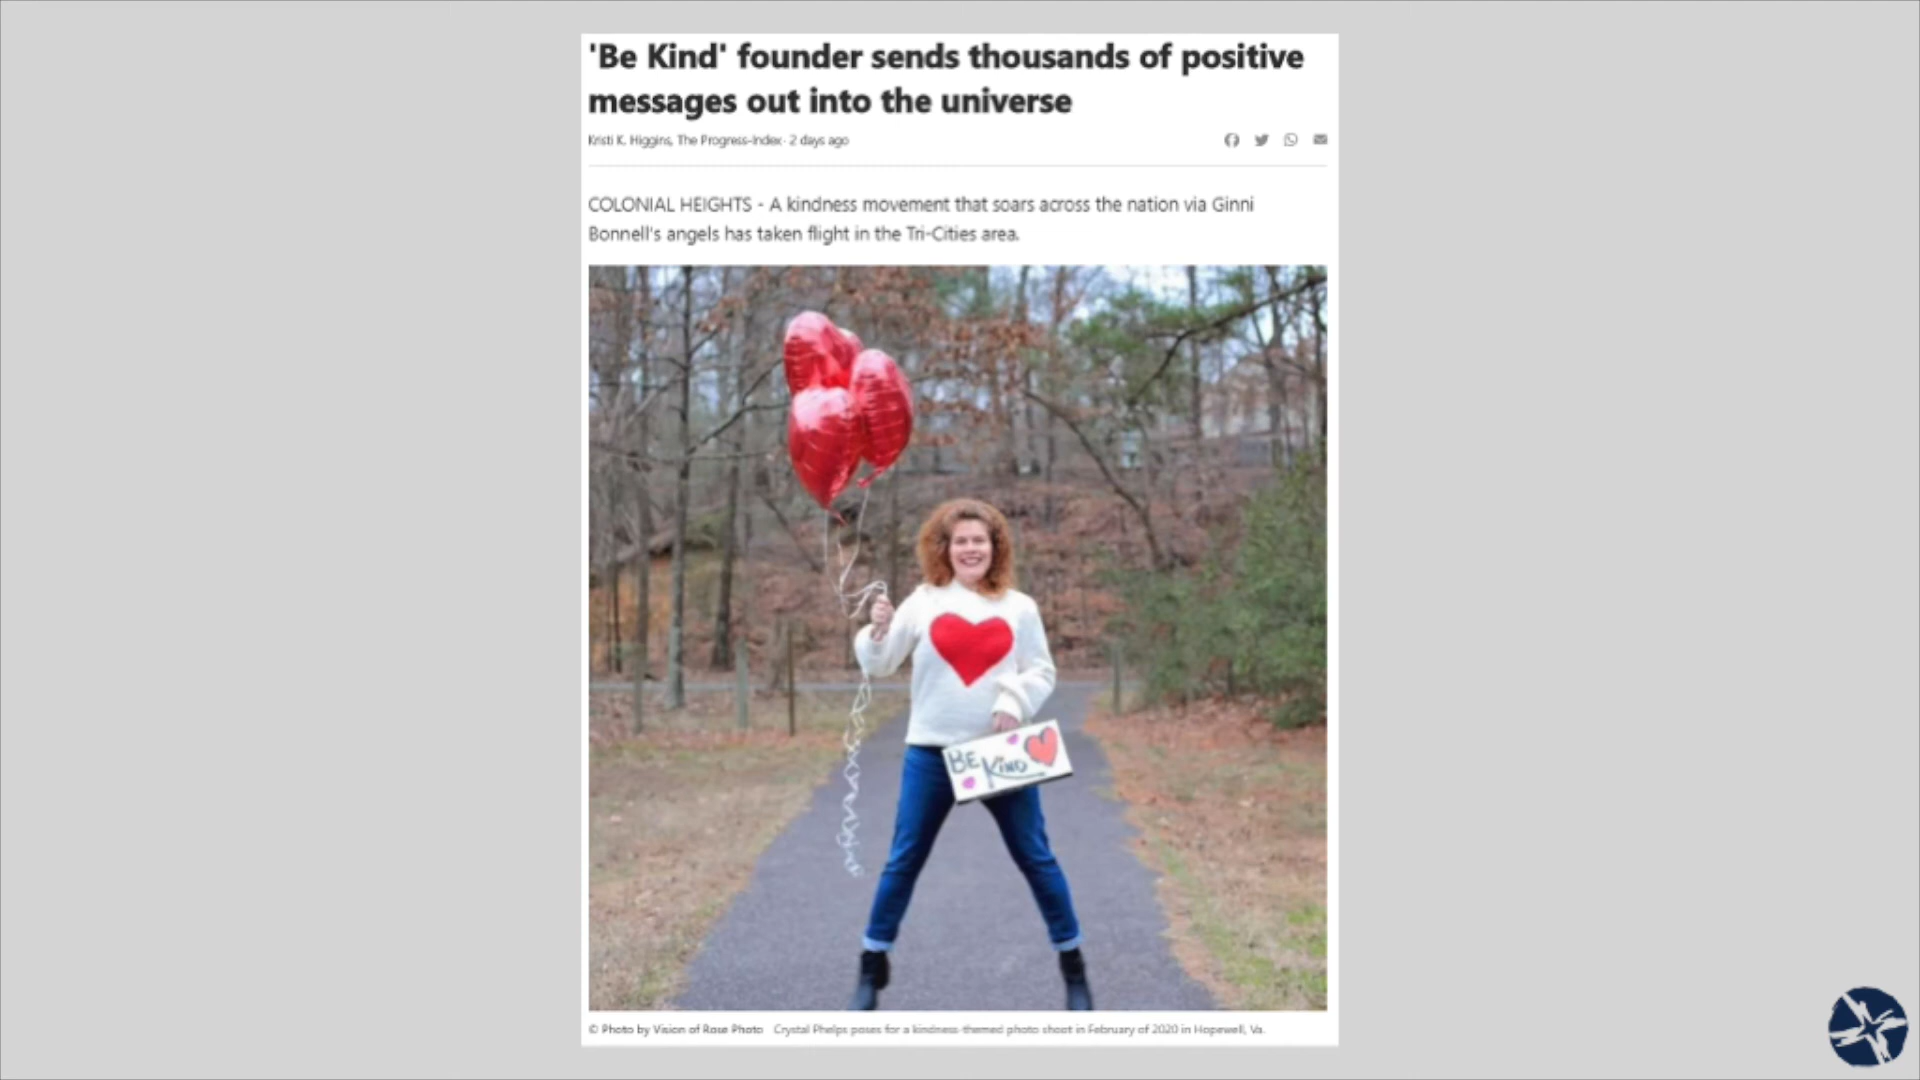 'Be Kind' founder sends thousands of positive
messages out into the universe
Kristi K. Higgins, The Progress-Index · 2 days ago
COLONIAL HEIGHTS - A kindness movement that soars across the nation via Ginni
Bonnell's angels has taken flight in the Tri-Cities area.
BE
KIND
© Photo by Vision of Rose Photo Crystal Phelps poses for a kindness-themed photo shoot in February of 2020 in Hopewell, Va.